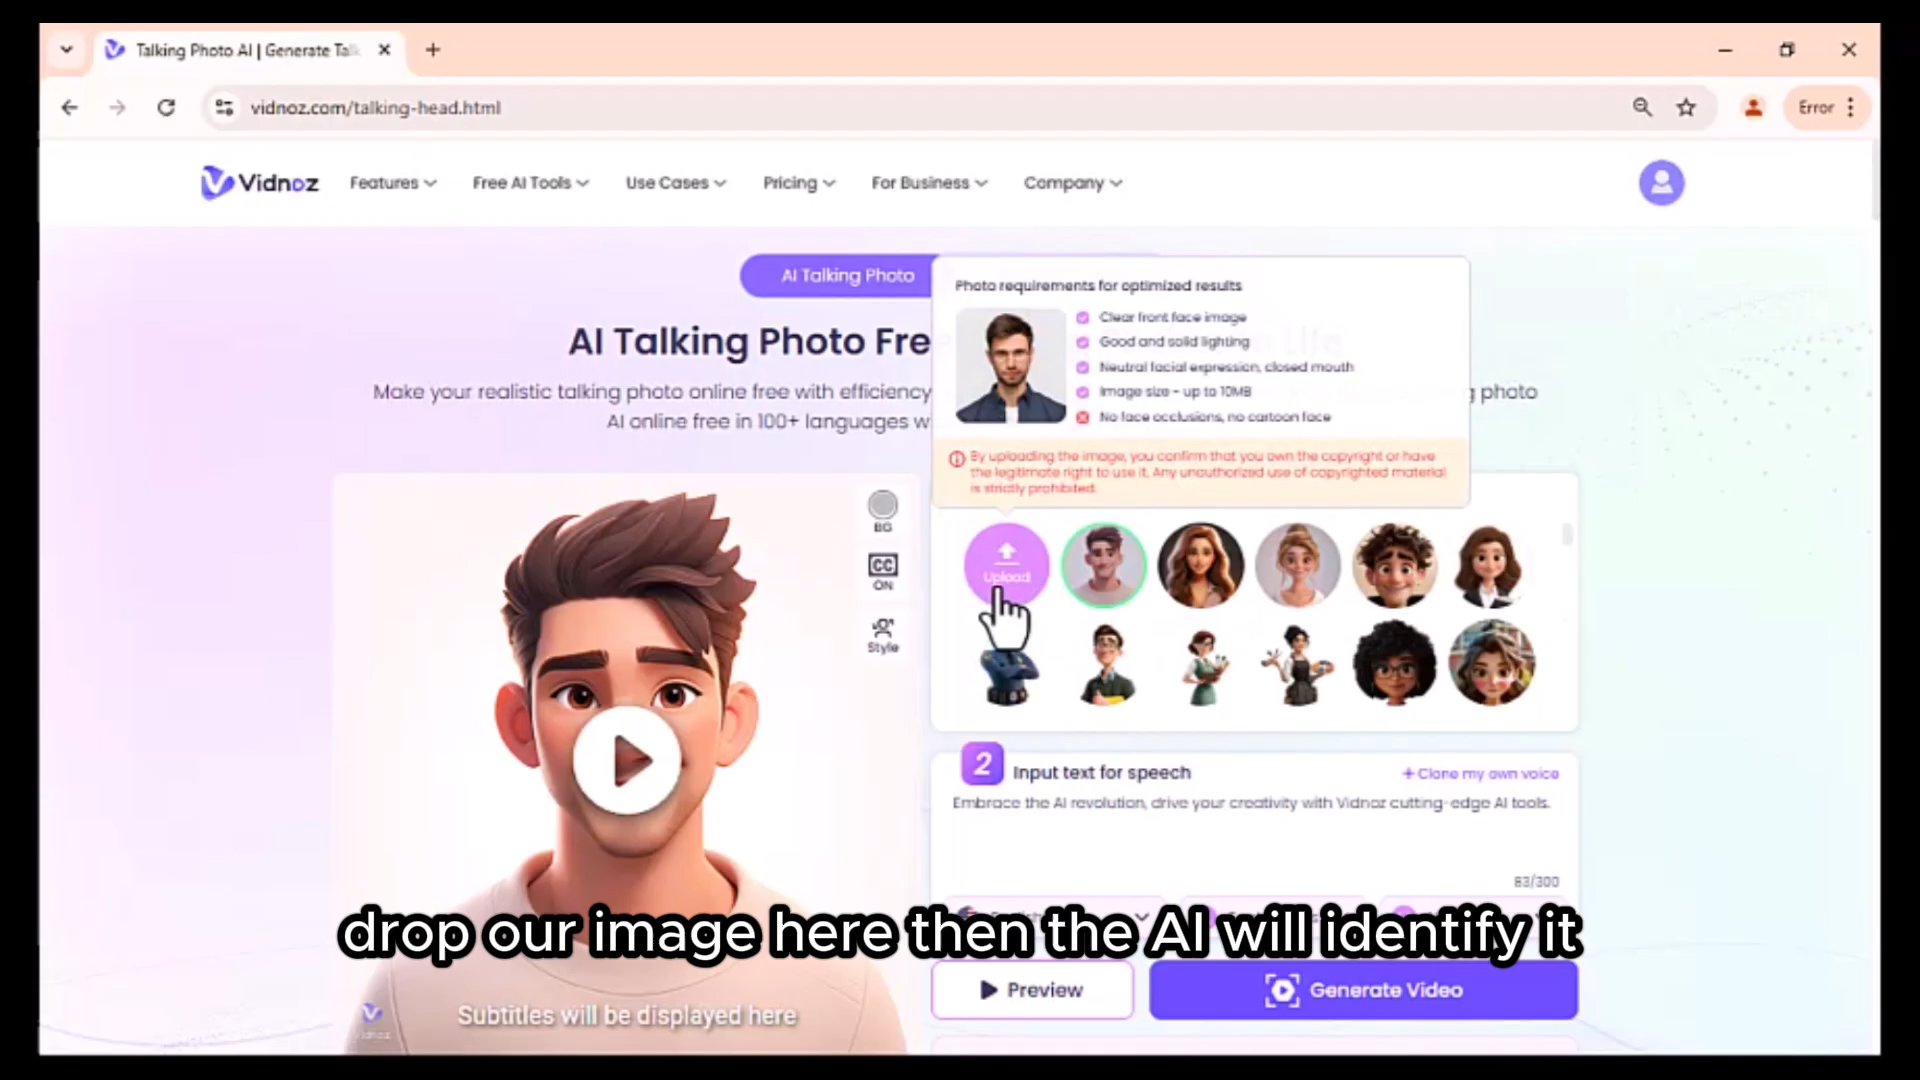 Talking Photo AI | Generate Tal
vidnoz.com/talking-head.html
Error
Vidnoz
Features
Free AI Tools
Use Cases
Pricing
For Business
Company
AI Talking Photo
Photo requirements for optimized results
Clear front face image
Good and solid lighting
Neutral facial expression, closed mouth
Image size - up to 10MB
No face occlusions, no cartoon face
By uploading the image, you confirm that you own the copyright or have
the legitimate right to use it. Any unauthorized use of copyrighted material
is strictly prohibited.
AI Talking Photo Fre
Life
Make your realistic talking photo online free with efficiency
photo
AI online free in 100+ languages w
BG
CC
ON
Style
Upload
2
Input text for speech
+ Clone my own voice
Embrace the AI revolution, drive your creativity with Vidnoz cutting-edge AI tools.
83/300
drop our image here then the AI will identify it
Preview
Generate Video
Subtitles will be displayed here
Vidnoz